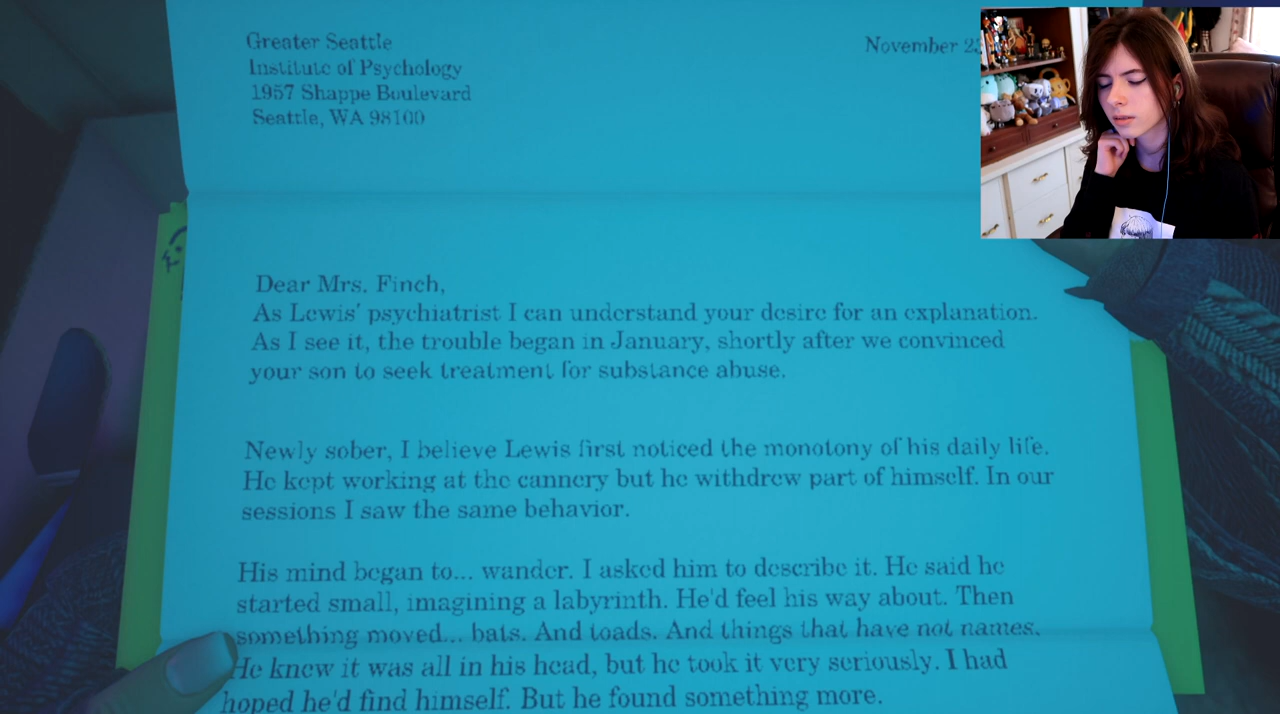 Greater Seattle
Institute of Psychology
1957 Shappe Boulevard
Seattle, WA 98100
November 23
Dear Mrs. Finch,
As Lewis' psychiatrist I can understand your desire for an explanation.
As I see it, the trouble began in January, shortly after we convinced
your son to seek treatment for substance abuse.
Newly sober, I believe Lewis first noticed the monotony of his daily life.
He kept working at the cannery but he withdrew part of himself. In our
sessions I saw the same behavior.
His mind began to... wander. I asked him to describe it. He said he
started small, imagining a labyrinth. He'd feel his way about. Then
something moved... bats. And toads. And things that have not names.
He knew it was all in his head, but he took it very seriously. I had
hoped he'd find himself. But he found something more.